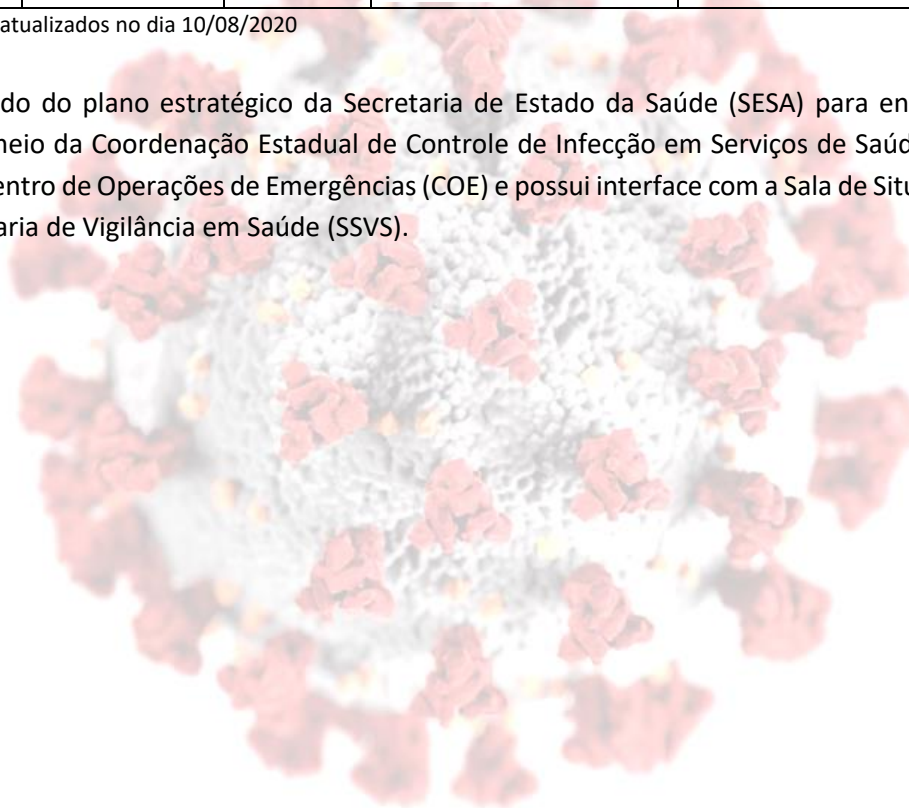 atualizados no dia 10/08/2020
do do plano estratégico da Secretaria de Estado da Saúde (SESA) para en
neio da Coordenação Estadual de Controle de Infecção em Serviços de Saúd
entro de Operações de Emergências (COE) e possui interface com a Sala de Situ
aria de Vigilância em Saúde (SSVS).